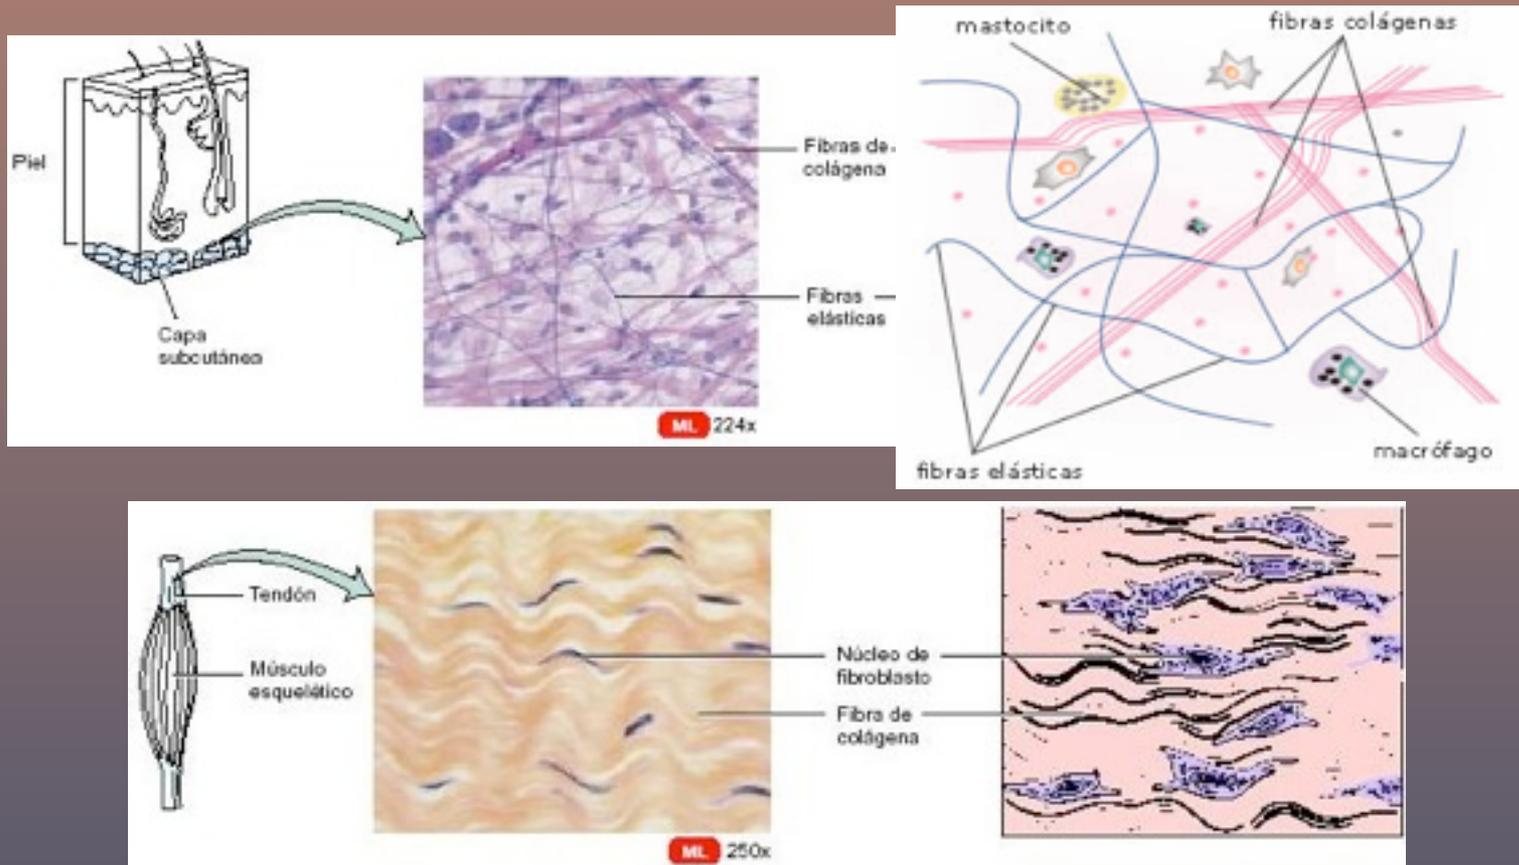 mastocito
fibras colágenas
Piel
Fibras de
colágena
Fibras
elásticas
Capa
subcutánea
ML 224x
fibras elásticas
macrófago
Tendón
Músculo
esquelético
Núcleo de
fibroblasto
Fibra de
colágena
ML 250x